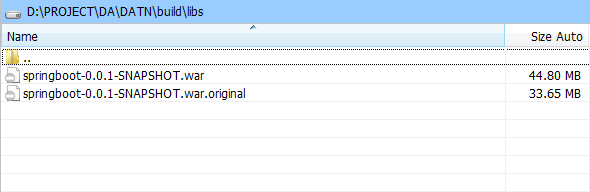 D:\PROJECT\DA\DATN\build\libs
Name Size Auto
..
springboot-0.0.1-SNAPSHOT.war 44.80 MB
springboot-0.0.1-SNAPSHOT.war.original 33.65 MB